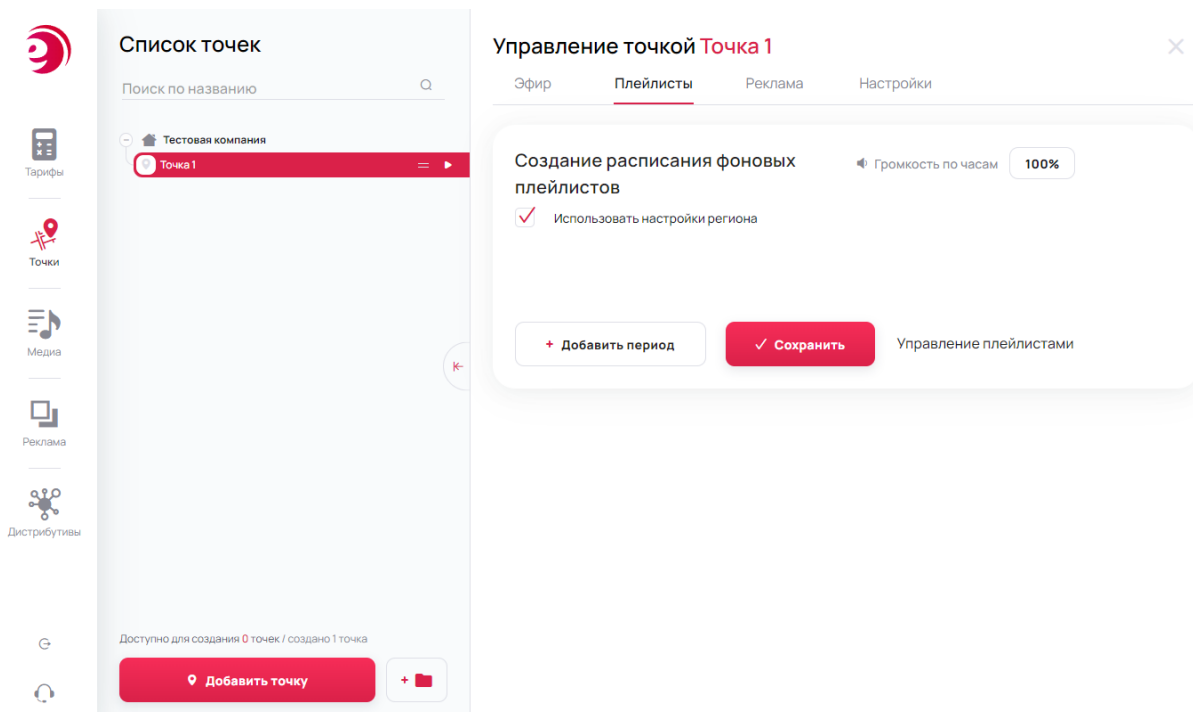 Список точек
Поиск по названию
Тестовая компания
Точка 1
Тарифы
Точки
Медиа
Реклама
Дистрибутивы
Доступно для создания 0 точек / создано 1 точка
Добавить точку
+
Управление точкой Точка 1
Эфир Плейлисты Реклама Настройки
Создание расписания фоновых
плейлистов
Громкость по часам 100%
Использовать настройки региона
+ Добавить период
Сохранить
Управление плейлистами